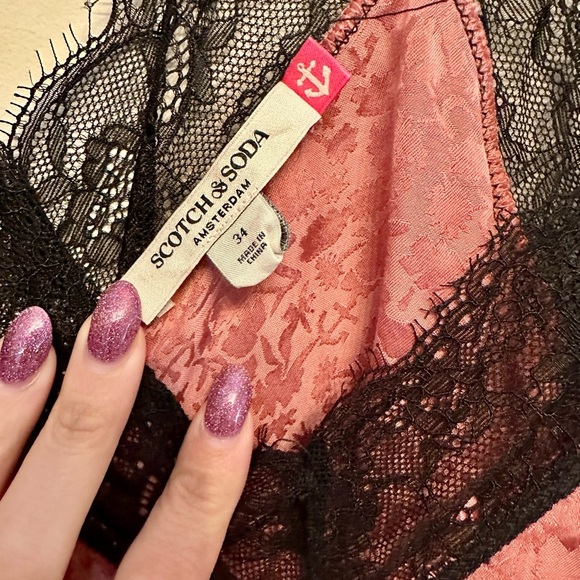 SCOTCH & SODA
AMSTERDAM
34
MADE IN
CHINA